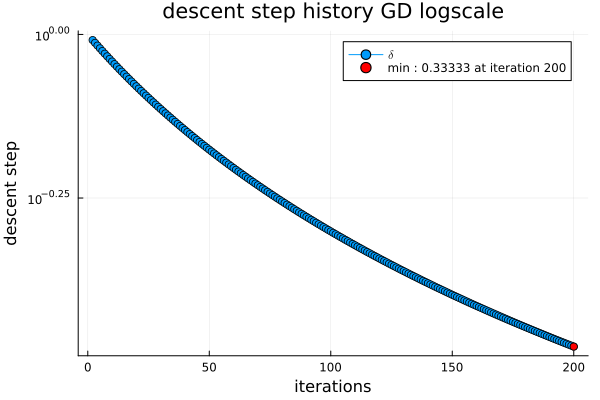 descent step history GD logscale
10^0.00
10^−0.25
descent step
δ
min : 0.33333 at iteration 200
0 50 100 150 200
iterations